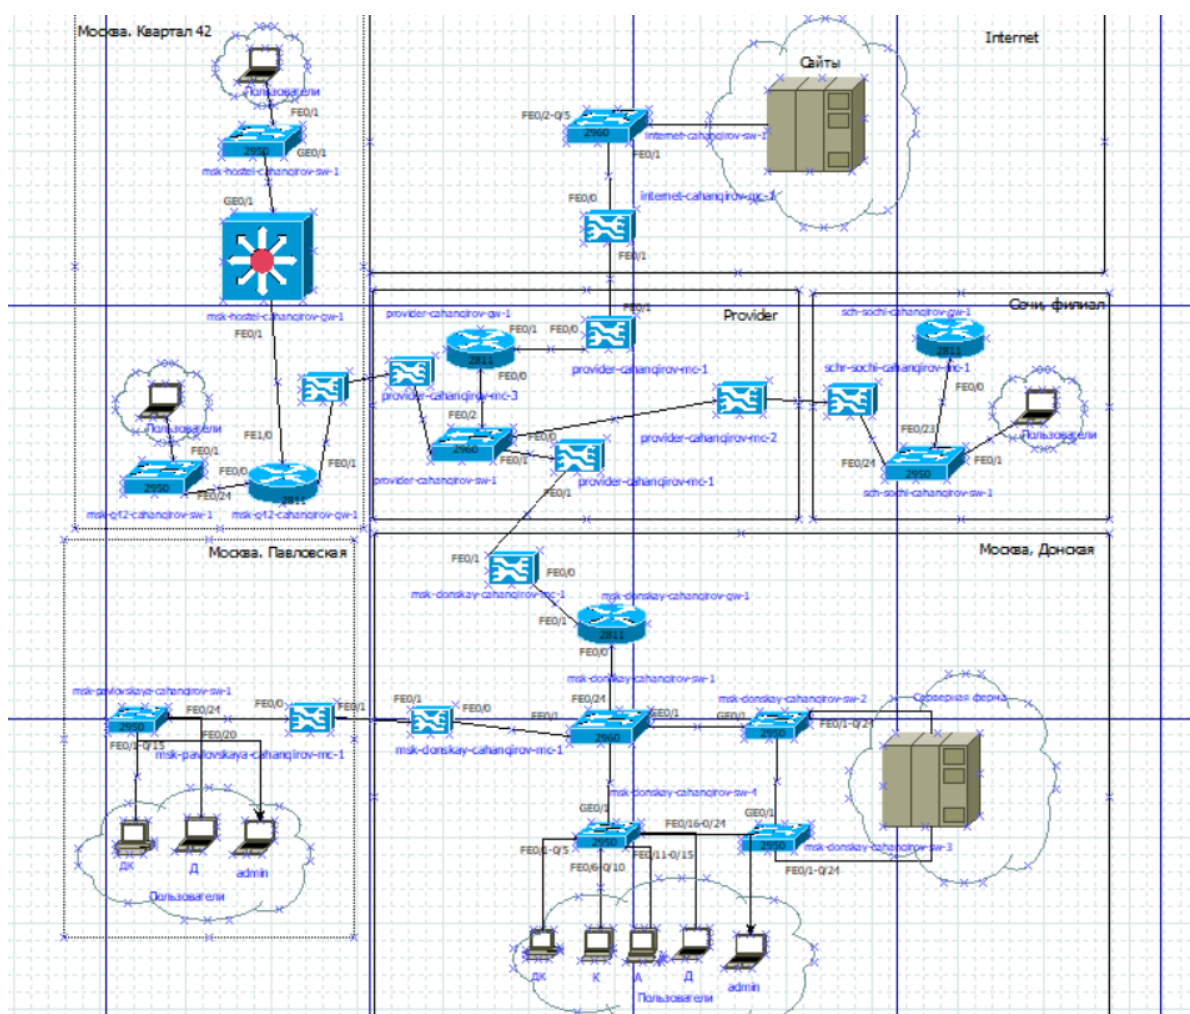 Москва. Квартал 42
Пользователи
FE0/1
2950
GE0/1
msk-hostel-cahangirov-sw-1
GE0/1
msk-hostel-cahangirov-gw-1
FE0/1
Пользователи
FE0/1
FE0/0
2950
FE0/24
msk-q42-cahangirov-sw-1
FE1/0
FE0/1
2811
msk-q42-cahangirov-gw-1
Internet
Сайты
FE0/2-0/5
2960
internet-cahangirov-sw-1
FE0/1
internet-cahangirov-mc-1
FE0/0
FE0/1
Provider
FE0/1
provider-cahangirov-gw-1
FE0/1
FE0/0
2811
provider-cahangirov-mc-1
FE0/0
provider-cahangirov-mc-3
FE0/2
2960
FE0/0
FE0/1
provider-cahangirov-mc-2
provider-cahangirov-sw-1
provider-cahangirov-mc-1
FE0/1
Сочи, филиал
sch-sochi-cahangirov-gw-1
2811
schr-sochi-cahangirov-mc-1
FE0/0
FE0/23
Пользователи
FE0/24
2950
FE0/1
sch-sochi-cahangirov-sw-1
Москва. Павловская
msk-pavlovskaya-cahangirov-sw-1
FE0/24
FE0/0
FE0/1
2950
FE0/20
FE0/1-0/15
msk-pavlovskaya-cahangirov-mc-1
ДК
Д
admin
Пользователи
Москва, Донская
FE0/1
FE0/0
msk-donskay-cahangirov-mc-1
msk-donskay-cahangirov-gw-1
FE0/1
2811
FE0/0
msk-donskay-cahangirov-sw-1
FE0/24
msk-donskay-cahangirov-sw-2
Серверная ферма
FE0/1
FE0/0
FE0/1
GE0/1
GE0/1
FE0/1-0/24
2960
2950
msk-donskay-cahangirov-mc-1
msk-donskay-cahangirov-sw-4
GE0/1
GE0/1
FE0/16-0/24
2950
2950
msk-donskay-cahangirov-sw-3
FE0/1-0/5
FE0/11-0/15
FE0/6-0/10
FE0/1-0/24
ДК
К
А
Д
admin
Пользователи